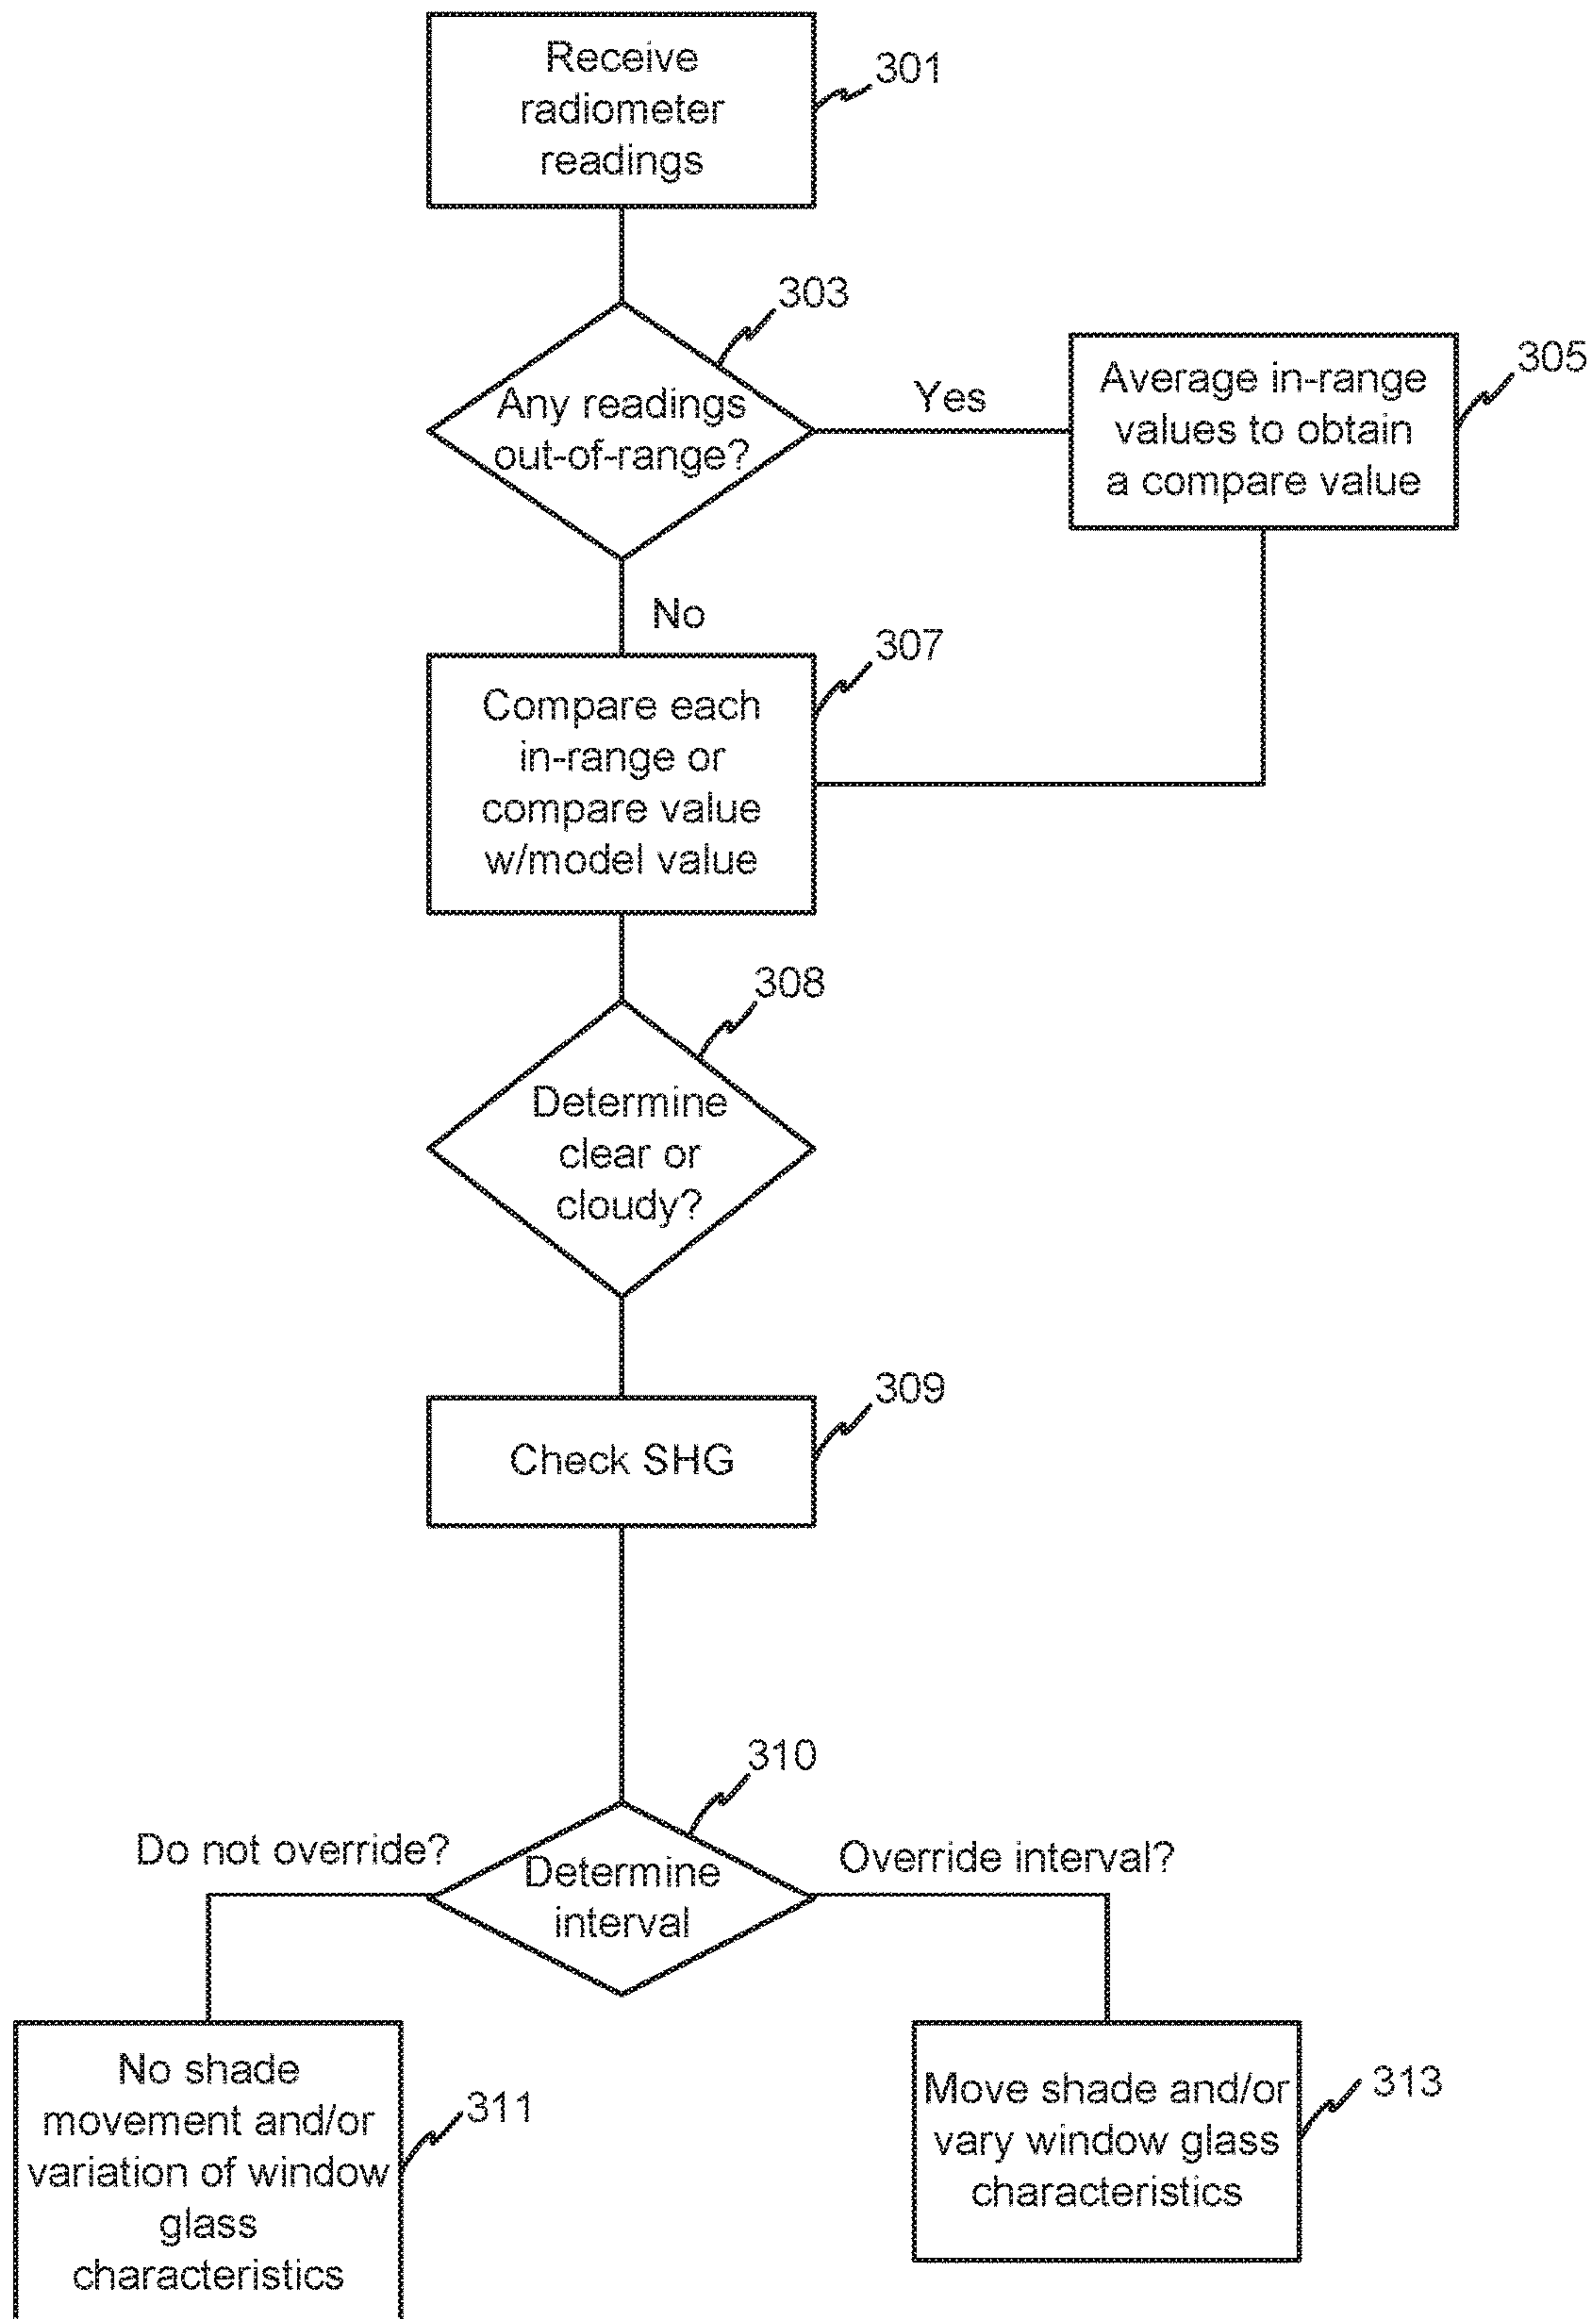 Receive
radiometer
readings
301
303
Any readings
out-of-range?
Yes
Average in-range
values to obtain
a compare value
305
No
307
Compare each
in-range or
compare value
w/model value
308
Determine
clear or
cloudy?
309
Check SHG
310
Do not override?
Determine
interval
Override interval?
No shade
movement and/or
variation of window
glass
characteristics
311
Move shade and/or
vary window glass
characteristics
313